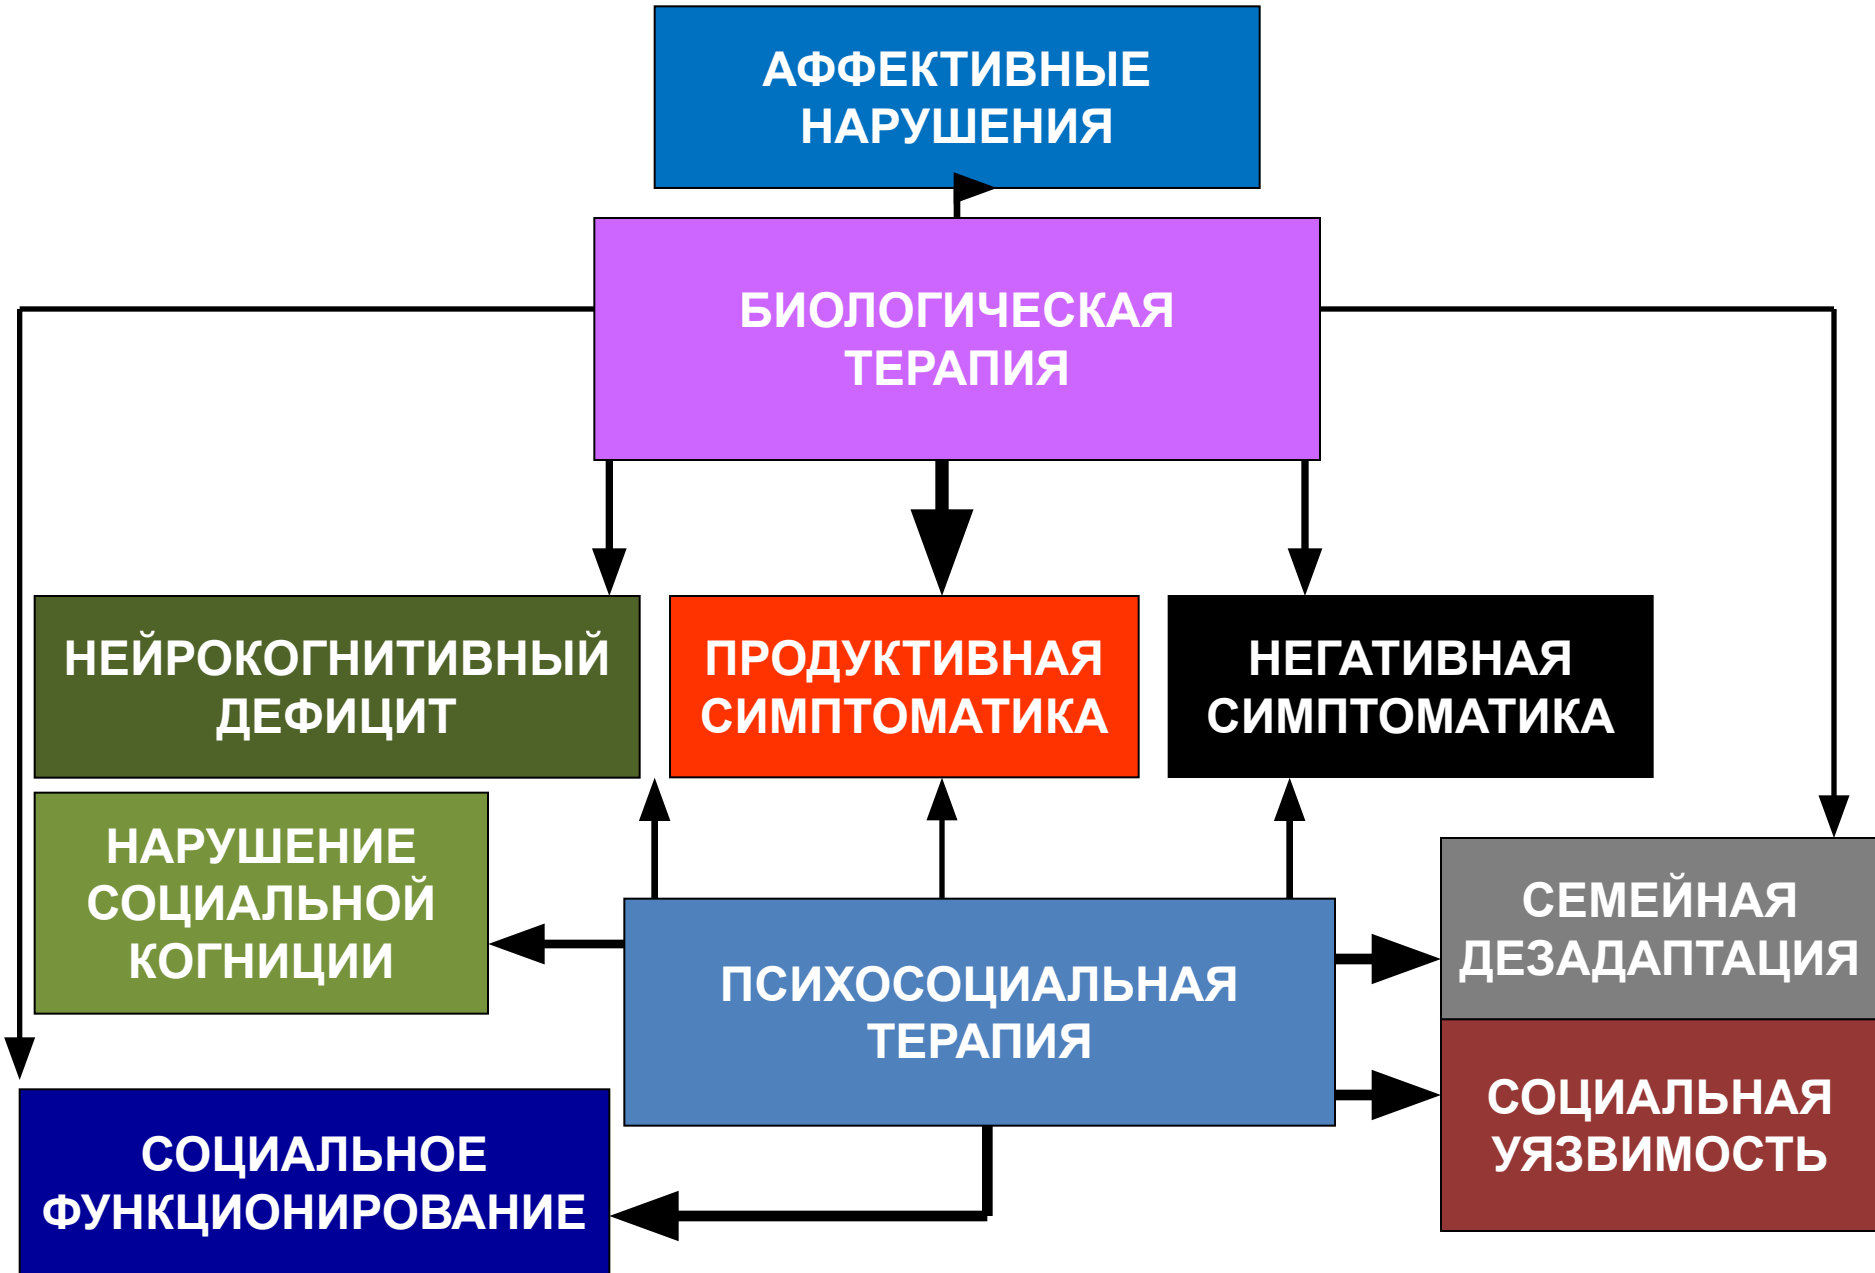 АФФЕКТИВНЫЕ
НАРУШЕНИЯ
БИОЛОГИЧЕСКАЯ
ТЕРАПИЯ
НЕЙРОКОГНИТИВНЫЙ
ДЕФИЦИТ
ПРОДУКТИВНАЯ
СИМПТОМАТИКА
НЕГАТИВНАЯ
СИМПТОМАТИКА
НАРУШЕНИЕ
СОЦИАЛЬНОЙ
КОГНИЦИИ
ПСИХОСОЦИАЛЬНАЯ
ТЕРАПИЯ
СЕМЕЙНАЯ
ДЕЗАДАПТАЦИЯ
СОЦИАЛЬНАЯ
УЯЗВИМОСТЬ
СОЦИАЛЬНОЕ
ФУНКЦИОНИРОВАНИЕ